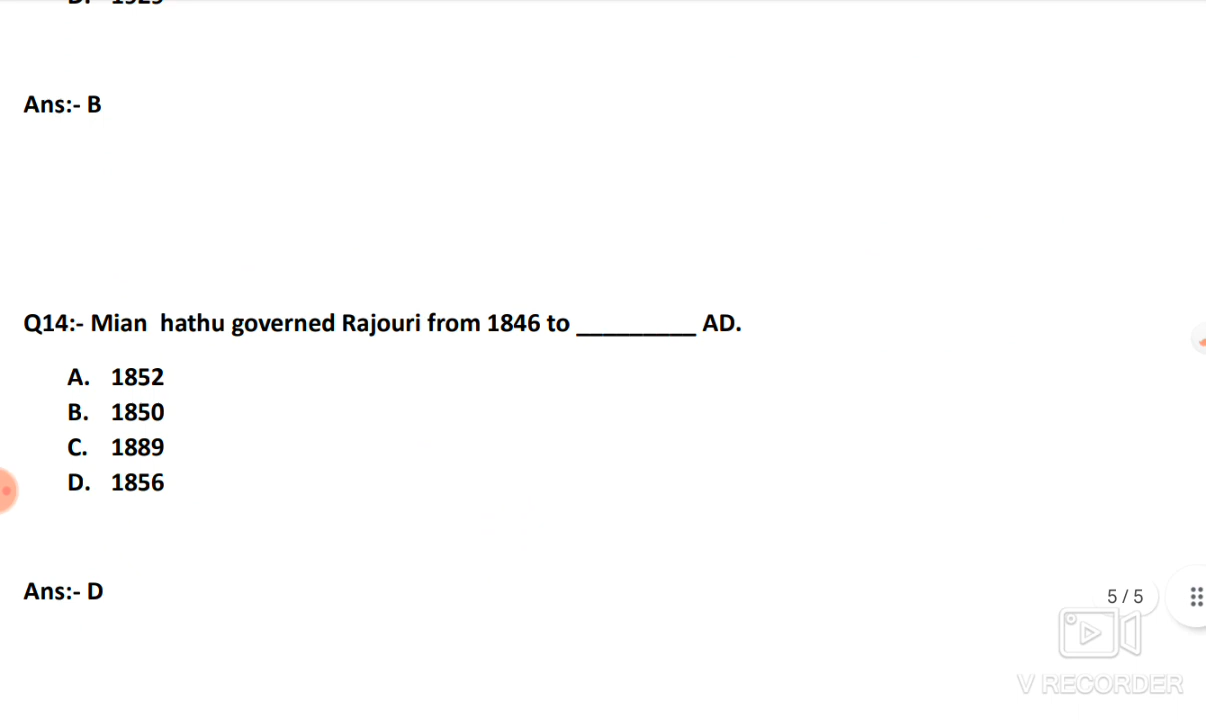 Ans:- B
Q14:- Mian hathu governed Rajouri from 1846 to _________ AD.
A. 1852
B. 1850
C. 1889
D. 1856
Ans:- D
5 / 5
V RECORDER